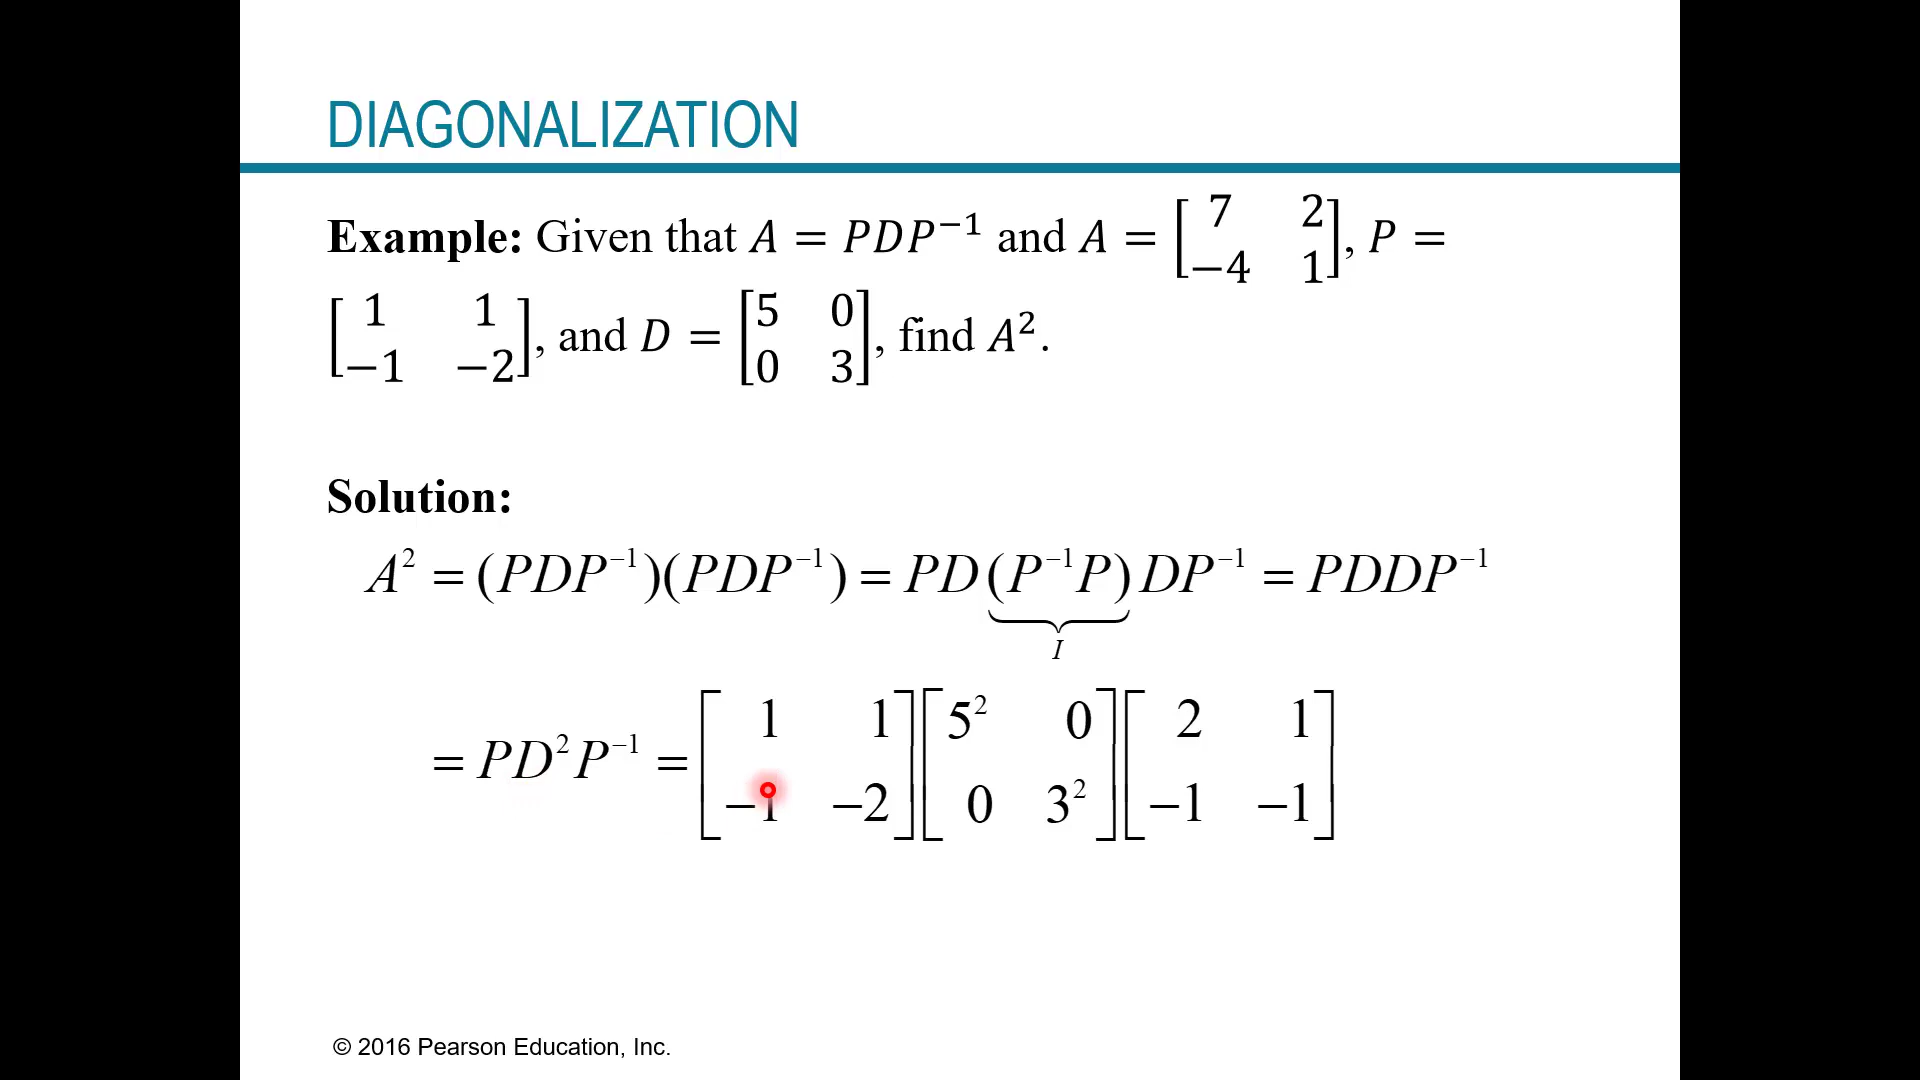 DIAGONALIZATION
Example: Given that A = PDP⁻¹ and A = [7 2; −4 1], P =
[1 1; −1 −2], and D = [5 0; 0 3], find A².
Solution:
A² = (PDP⁻¹)(PDP⁻¹) = PD(P⁻¹P)DP⁻¹ = PDDP⁻¹
I
= PD²P⁻¹ = [1 1; −1 −2][5² 0; 0 3²][2 1; −1 −1]
© 2016 Pearson Education, Inc.